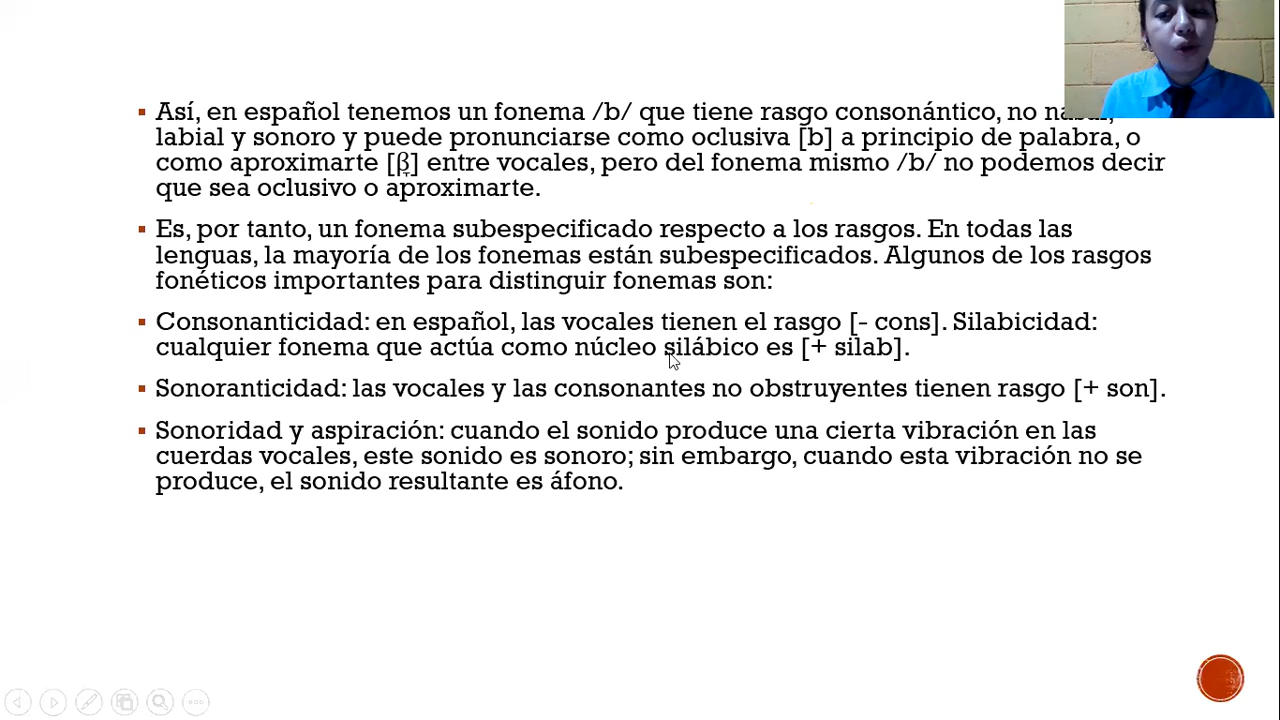 Así, en español tenemos un fonema /b/ que tiene rasgo consonántico, no
labial y sonoro y puede pronunciarse como oclusiva [b] a principio de palabra, o
como aproximarte [β̞] entre vocales, pero del fonema mismo /b/ no podemos decir
que sea oclusivo o aproximarte.
Es, por tanto, un fonema subespecificado respecto a los rasgos. En todas las
lenguas, la mayoría de los fonemas están subespecificados. Algunos de los rasgos
fonéticos importantes para distinguir fonemas son:
Consonanticidad: en español, las vocales tienen el rasgo [- cons]. Silabicidad:
cualquier fonema que actúa como núcleo silábico es [+ silab].
Sonoranticidad: las vocales y las consonantes no obstruyentes tienen rasgo [+ son].
Sonoridad y aspiración: cuando el sonido produce una cierta vibración en las
cuerdas vocales, este sonido es sonoro; sin embargo, cuando esta vibración no se
produce, el sonido resultante es áfono.